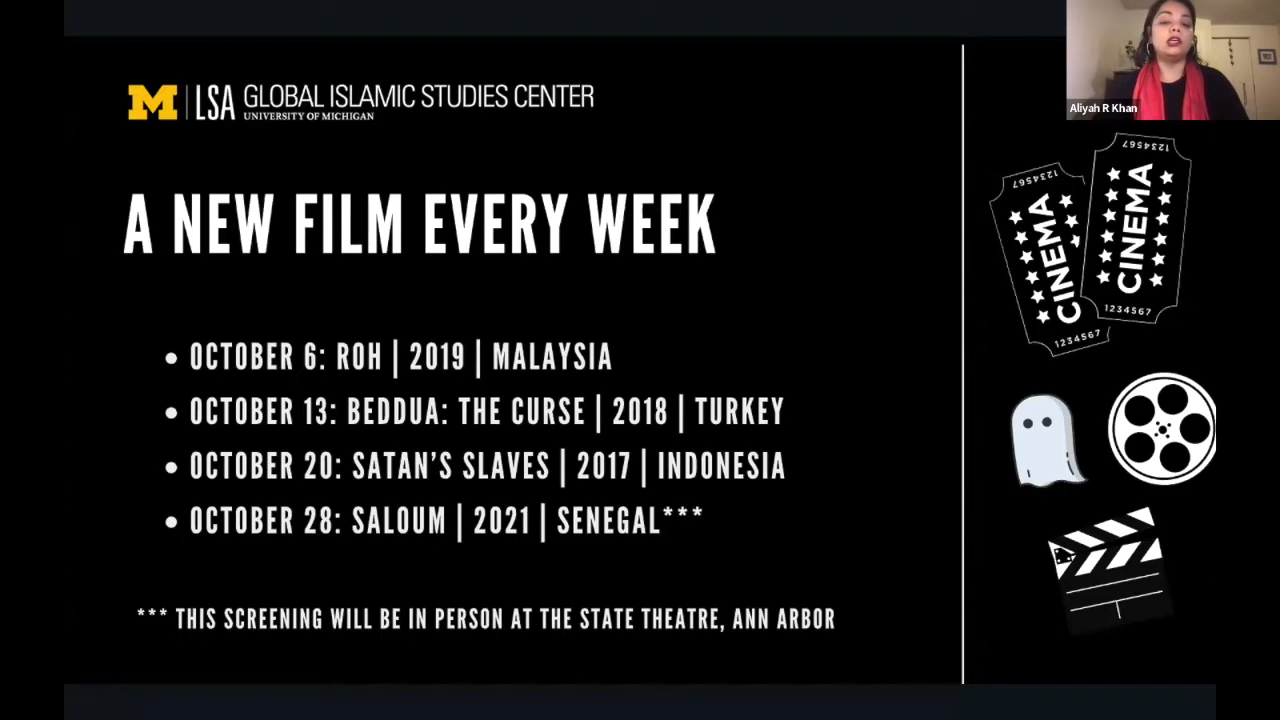 M LSA GLOBAL ISLAMIC STUDIES CENTER
UNIVERSITY OF MICHIGAN
Aliyah R Khan
A NEW FILM EVERY WEEK
• OCTOBER 6: ROH | 2019 | MALAYSIA
• OCTOBER 13: BEDDUA: THE CURSE | 2018 | TURKEY
• OCTOBER 20: SATAN'S SLAVES | 2017 | INDONESIA
• OCTOBER 28: SALOUM | 2021 | SENEGAL***
*** THIS SCREENING WILL BE IN PERSON AT THE STATE THEATRE, ANN ARBOR
1234567
CINEMA
1234567
1234567
CINEMA
1234567